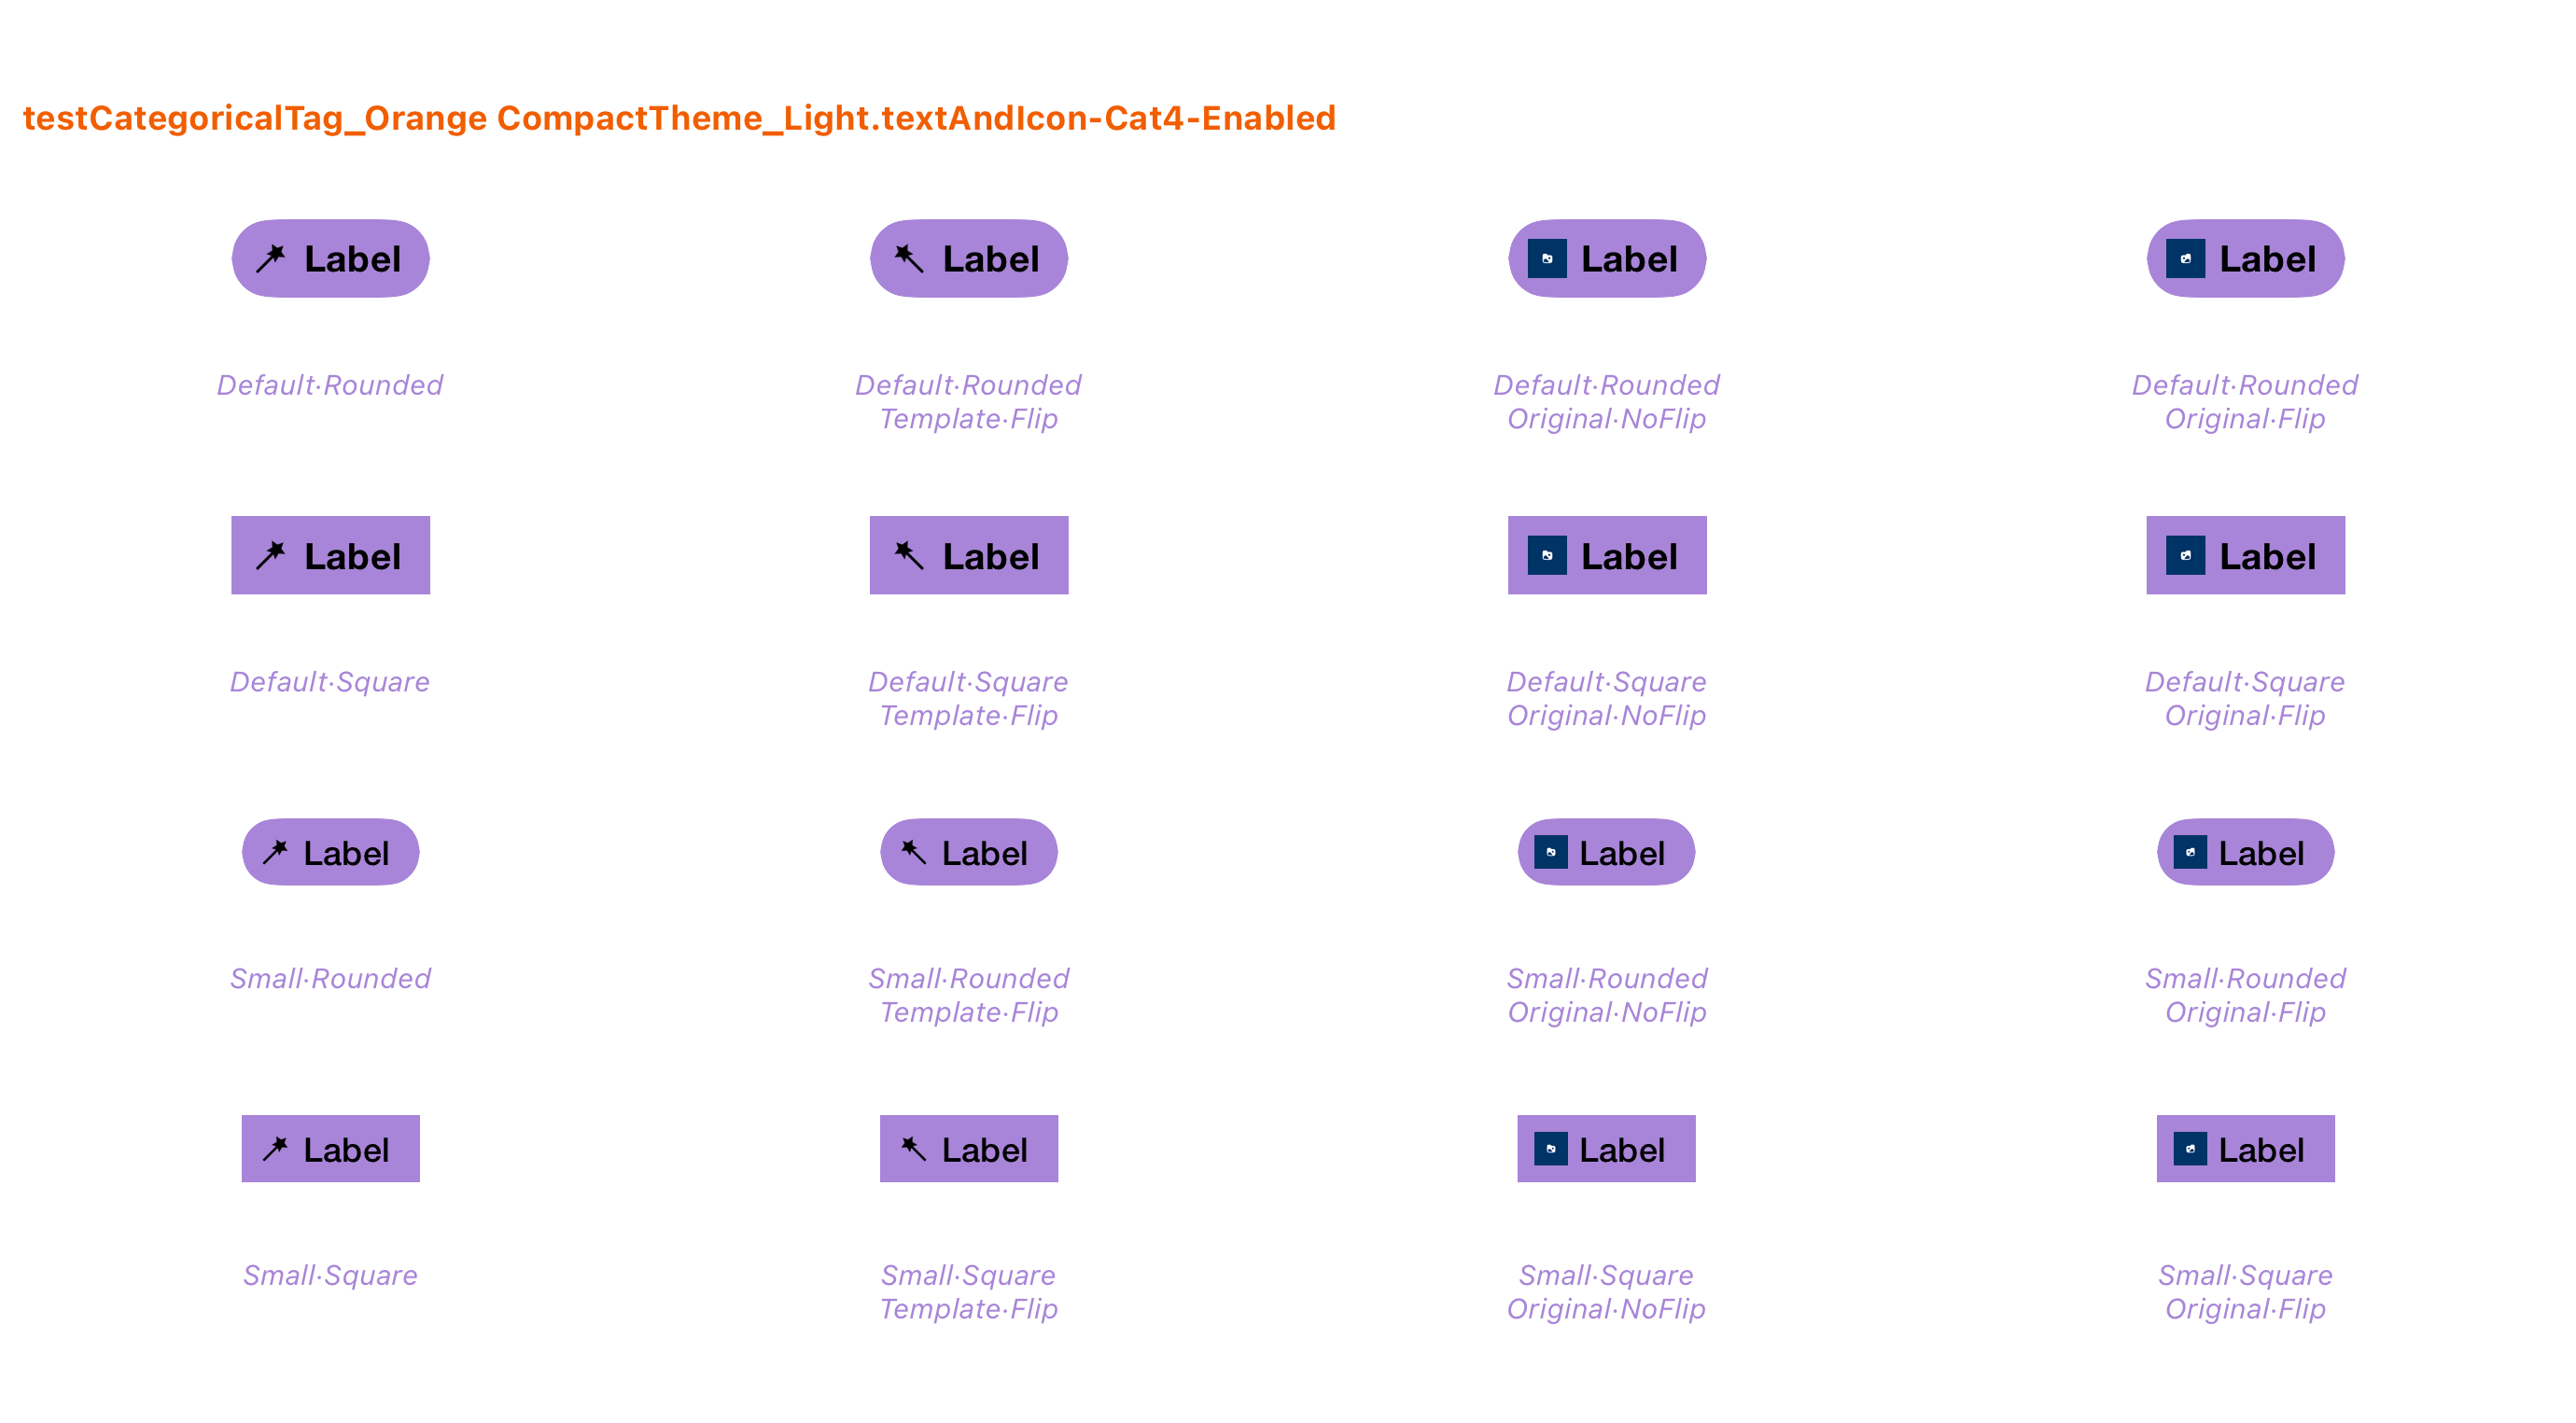 testCategoricalTag_Orange CompactTheme_Light.textAndIcon-Cat4-Enabled
Label
Label
Label
Label
Default·Rounded
Default·Rounded
Template·Flip
Default·Rounded
Original·NoFlip
Default·Rounded
Original·Flip
Label
Label
Label
Label
Default·Square
Default·Square
Template·Flip
Default·Square
Original·NoFlip
Default·Square
Original·Flip
Label
Label
Label
Label
Small·Rounded
Small·Rounded
Template·Flip
Small·Rounded
Original·NoFlip
Small·Rounded
Original·Flip
Label
Label
Label
Label
Small·Square
Small·Square
Template·Flip
Small·Square
Original·NoFlip
Small·Square
Original·Flip